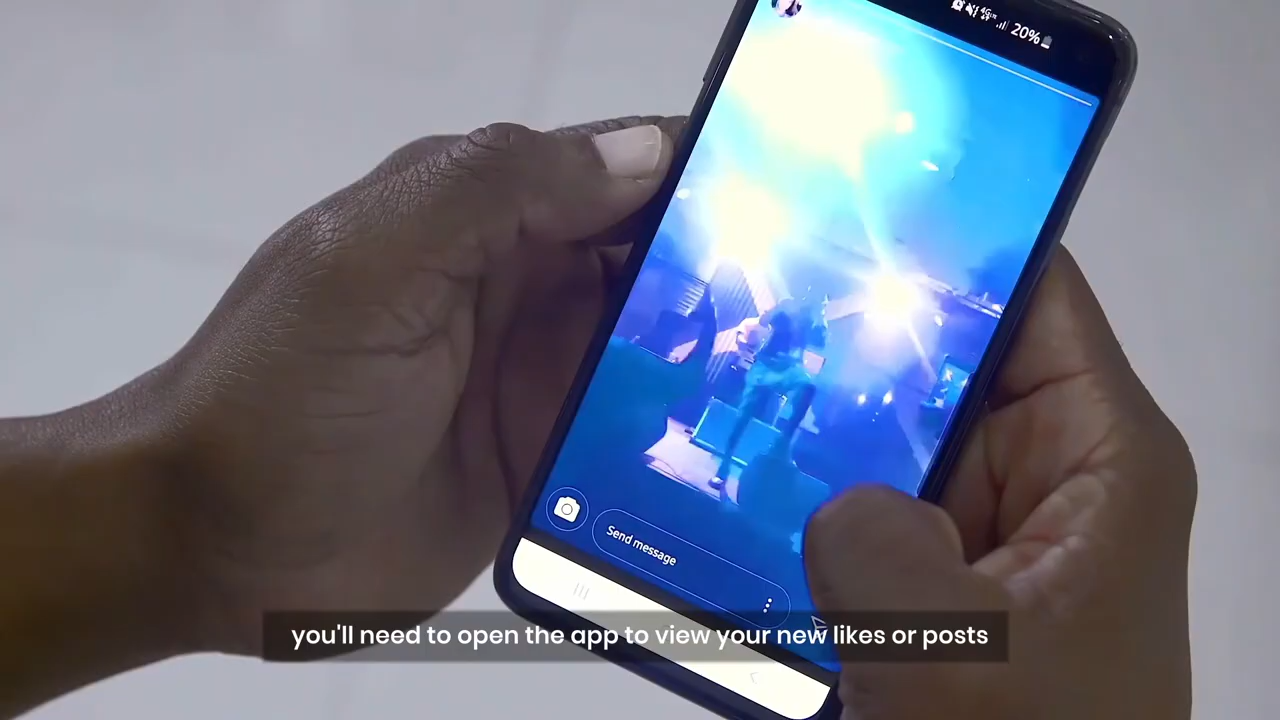 20%
Send message
you'll need to open the app to view your new likes or posts